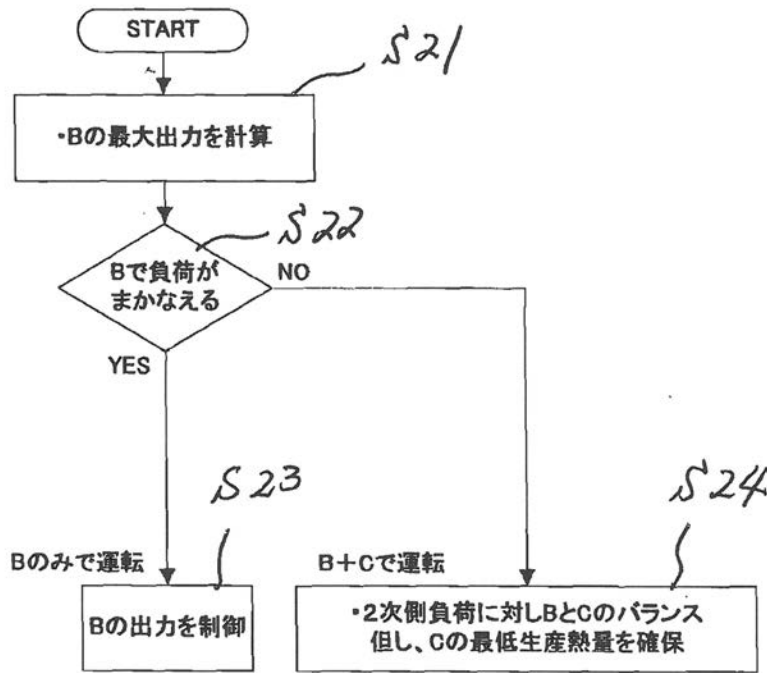 START
S21
・Bの最大出力を計算
S22
Bで負荷が
まかなえる
NO
YES
S23
S24
Bのみで運転
B+Cで運転
Bの出力を制御
・2次側負荷に対しBとCのバランス
但し、Cの最低生産熱量を確保